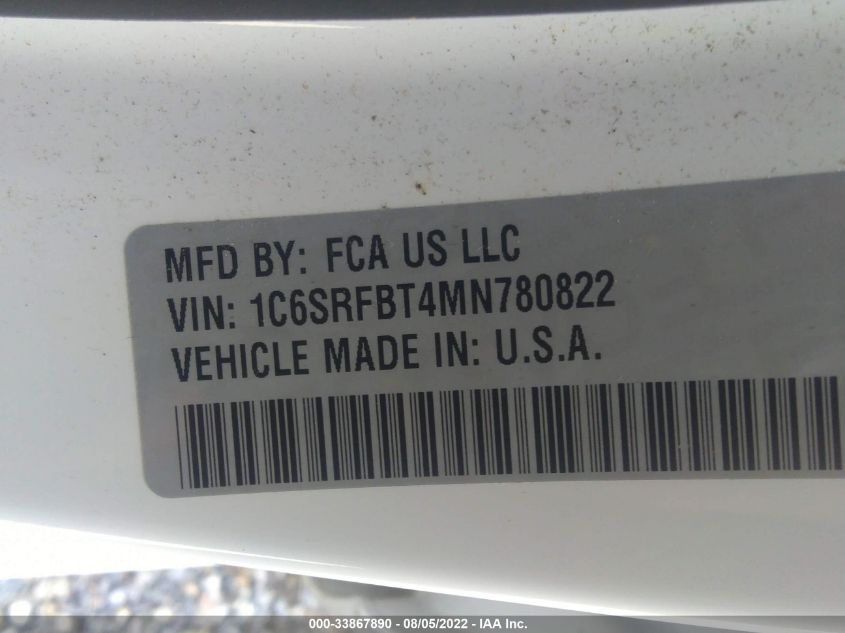 MFD BY: FCA US LLC
VIN: 1C6SRFBT4MN780822
VEHICLE MADE IN: U.S.A.
000-33867890 - 08/05/2022 - IAA Inc.